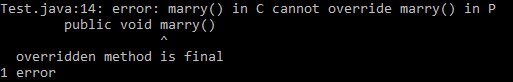 Test.java:14: error: marry() in C cannot override marry() in P
        public void marry()
                    ^
  overridden method is final
1 error